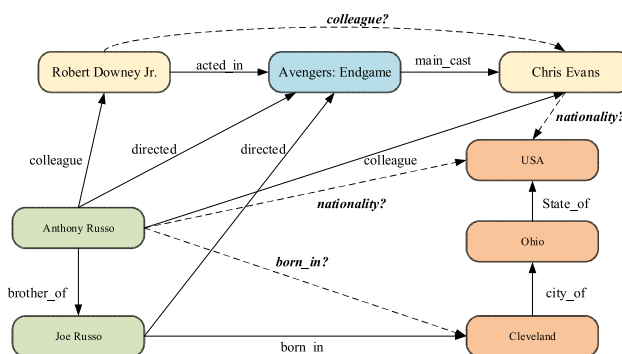 colleague?
Robert Downey Jr.
acted_in
Avengers: Endgame
main_cast
Chris Evans
nationality?
colleague
directed
directed
colleague
USA
nationality?
State_of
Anthony Russo
Ohio
born_in?
brother_of
city_of
Joe Russo
born_in
Cleveland